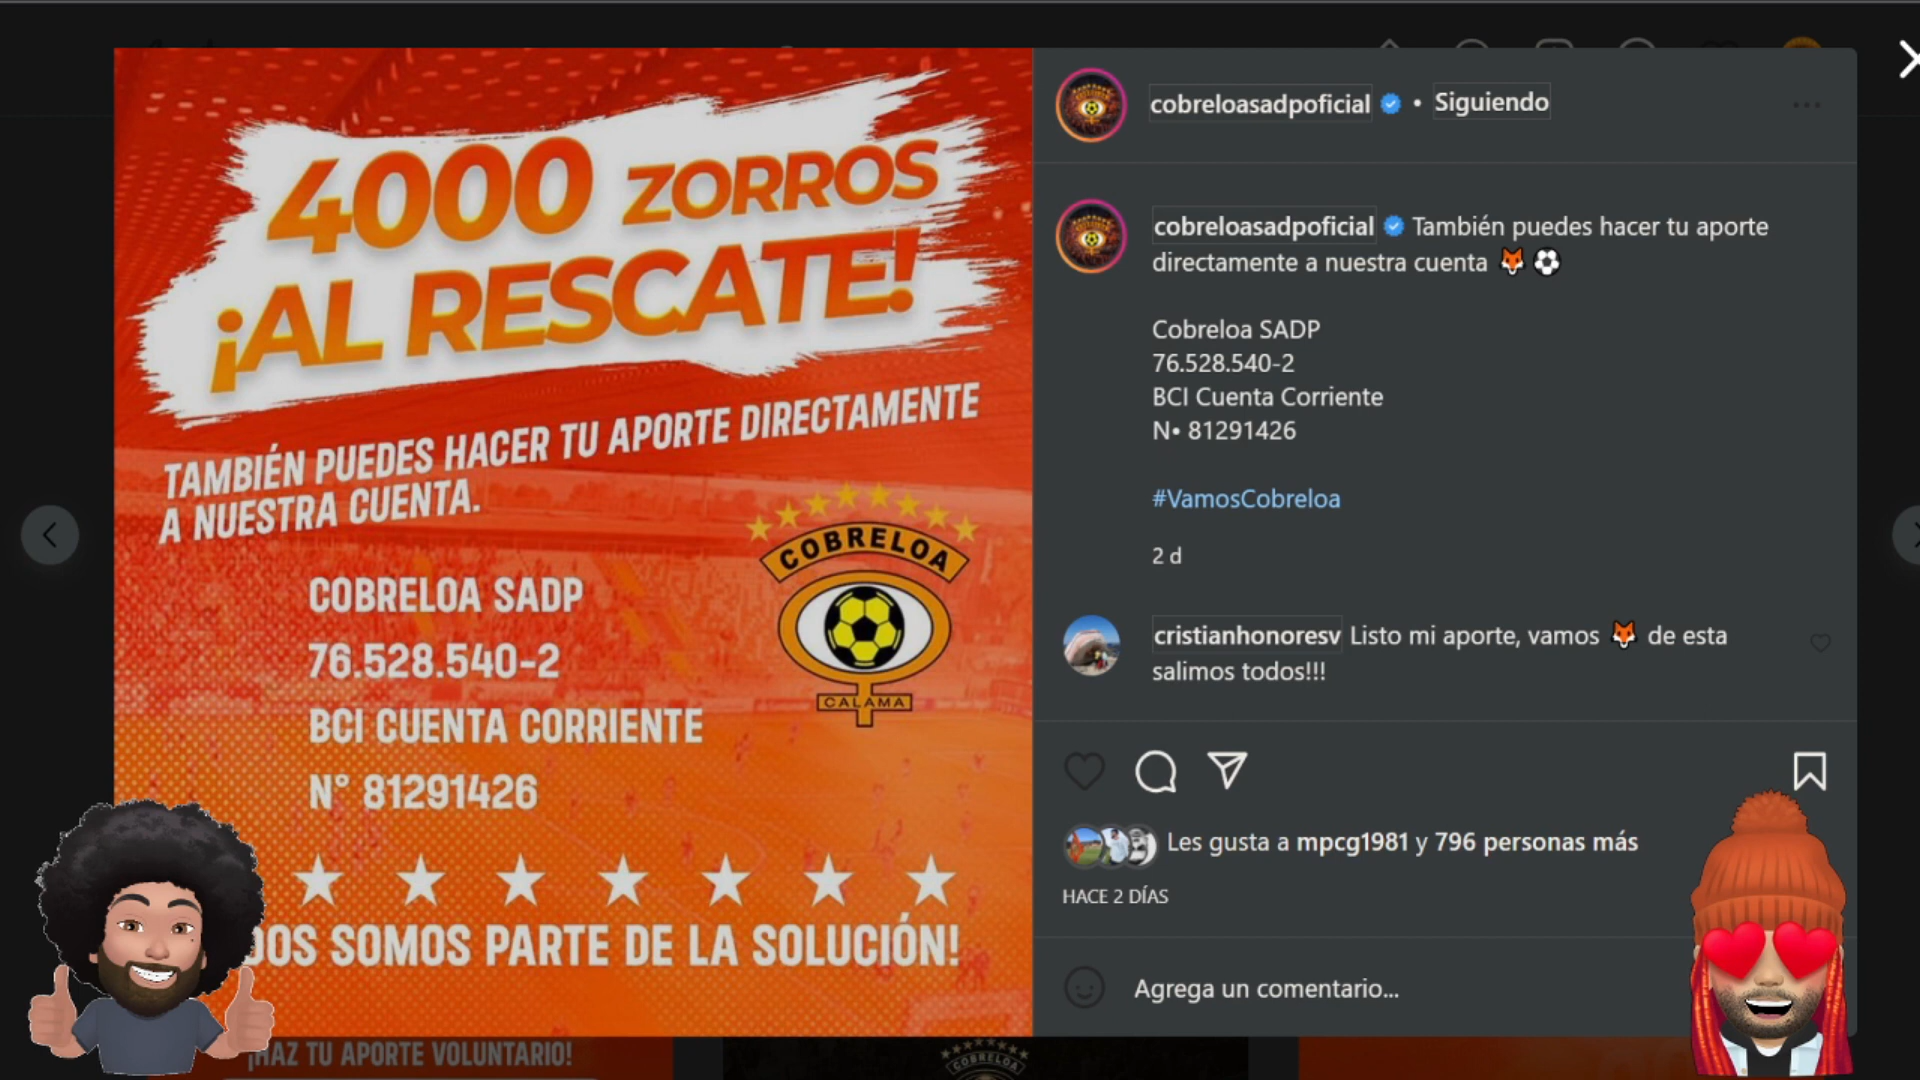 4000 ZORROS
¡AL RESCATE!
TAMBIÉN PUEDES HACER TU APORTE DIRECTAMENTE
A NUESTRA CUENTA.
COBRELOA SADP
76.528.540-2
BCI CUENTA CORRIENTE
N° 81291426
COBRELOA
CALAMA
DOS SOMOS PARTE DE LA SOLUCIÓN!
¡HAZ TU APORTE VOLUNTARIO!
COBRELOA
cobreloasadpoficial • Siguiendo
cobreloasadpoficial También puedes hacer tu aporte
directamente a nuestra cuenta 🦊⚽
Cobreloa SADP
76.528.540-2
BCI Cuenta Corriente
N• 81291426
#VamosCobreloa
2 d
cristianhonoresv Listo mi aporte, vamos 🦊 de esta
salimos todos!!!
Les gusta a mpcg1981 y 796 personas más
HACE 2 DÍAS
Agrega un comentario...